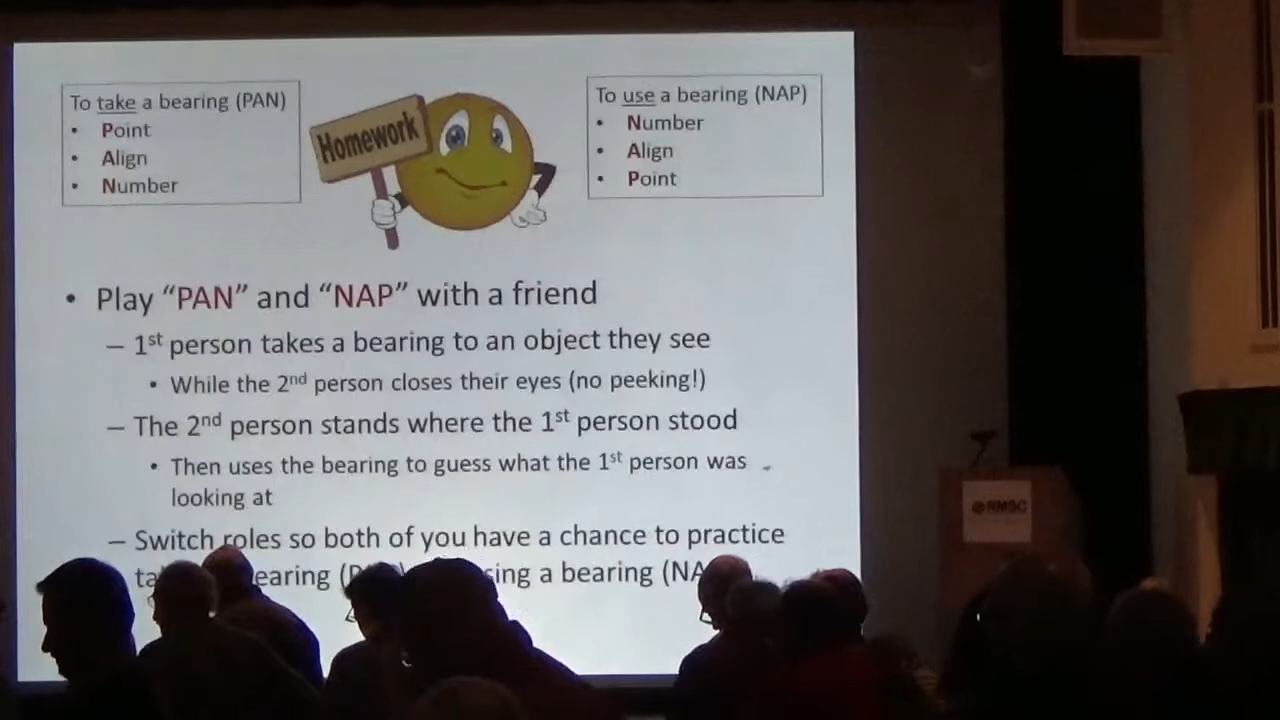 To take a bearing (PAN)
• Point
• Align
• Number
Homework
To use a bearing (NAP)
• Number
• Align
• Point
• Play “PAN” and “NAP” with a friend
– 1st person takes a bearing to an object they see
• While the 2nd person closes their eyes (no peeking!)
– The 2nd person stands where the 1st person stood
• Then uses the bearing to guess what the 1st person was
looking at
– Switch roles so both of you have a chance to practice
a bearing
RMSC